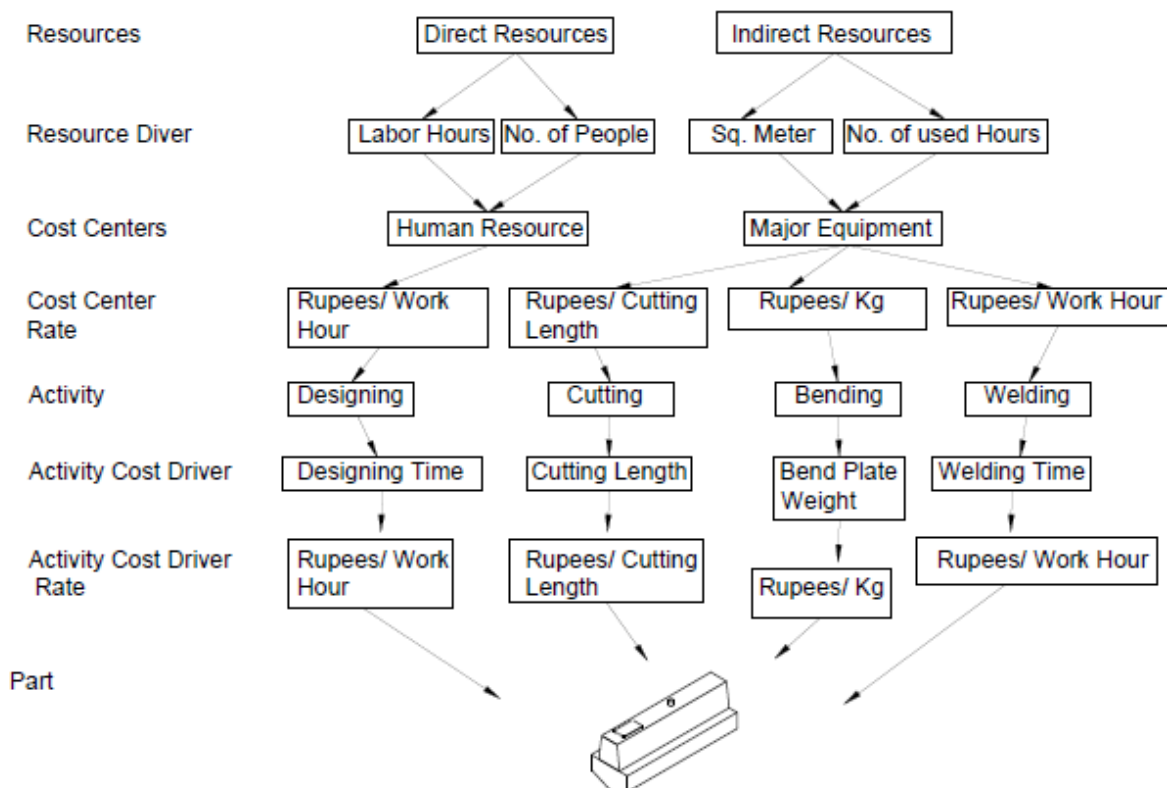 Resources
Direct Resources
Indirect Resources
Resource Diver
Labor Hours
No. of People
Sq. Meter
No. of used Hours
Cost Centers
Human Resource
Major Equipment
Cost Center
Rate
Rupees/ Work
Hour
Rupees/ Cutting
Length
Rupees/ Kg
Rupees/ Work Hour
Activity
Designing
Cutting
Bending
Welding
Activity Cost Driver
Designing Time
Cutting Length
Bend Plate
Weight
Welding Time
Activity Cost Driver
Rate
Rupees/ Work
Hour
Rupees/ Cutting
Length
Rupees/ Kg
Rupees/ Work Hour
Part